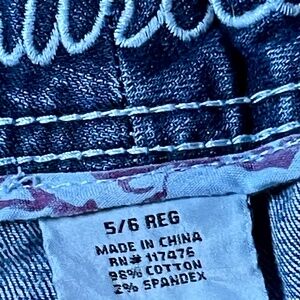 5/6 REG
MADE IN CHINA
RN# 117476
98% COTTON
2% SPANDEX